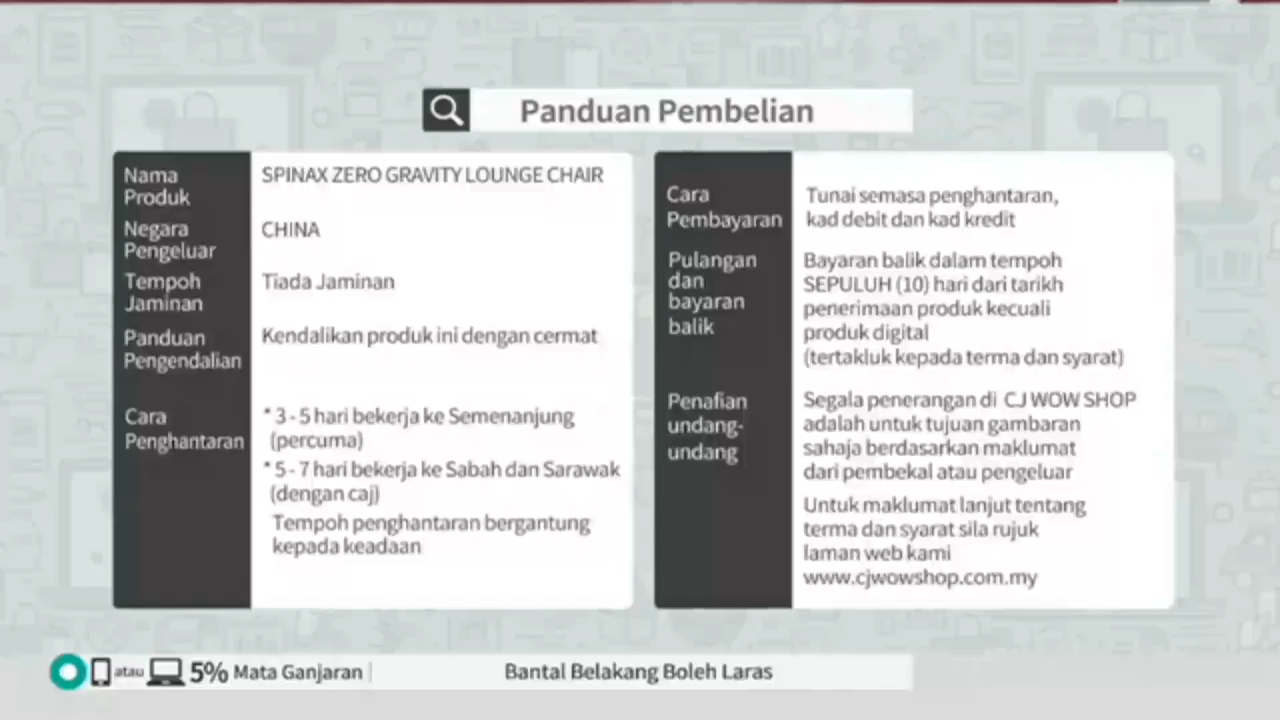 Panduan Pembelian
Nama
Produk
SPINAX ZERO GRAVITY LOUNGE CHAIR
Negara
Pengeluar
CHINA
Tempoh
Jaminan
Tiada Jaminan
Panduan
Pengendalian
Kendalikan produk ini dengan cermat
Cara
Penghantaran
* 3 - 5 hari bekerja ke Semenanjung
(percuma)
* 5 - 7 hari bekerja ke Sabah dan Sarawak
(dengan caj)
Tempoh penghantaran bergantung
kepada keadaan
Cara
Pembayaran
Tunai semasa penghantaran,
kad debit dan kad kredit
Pulangan
dan
bayaran
balik
Bayaran balik dalam tempoh
SEPULUH (10) hari dari tarikh
penerimaan produk kecuali
produk digital
(tertakluk kepada terma dan syarat)
Penafian
undang-
undang
Segala penerangan di CJ WOW SHOP
adalah untuk tujuan gambaran
sahaja berdasarkan maklumat
dari pembekal atau pengeluar
Untuk maklumat lanjut tentang
terma dan syarat sila rujuk
laman web kami
www.cjwowshop.com.my
atau 5% Mata Ganjaran
Bantal Belakang Boleh Laras